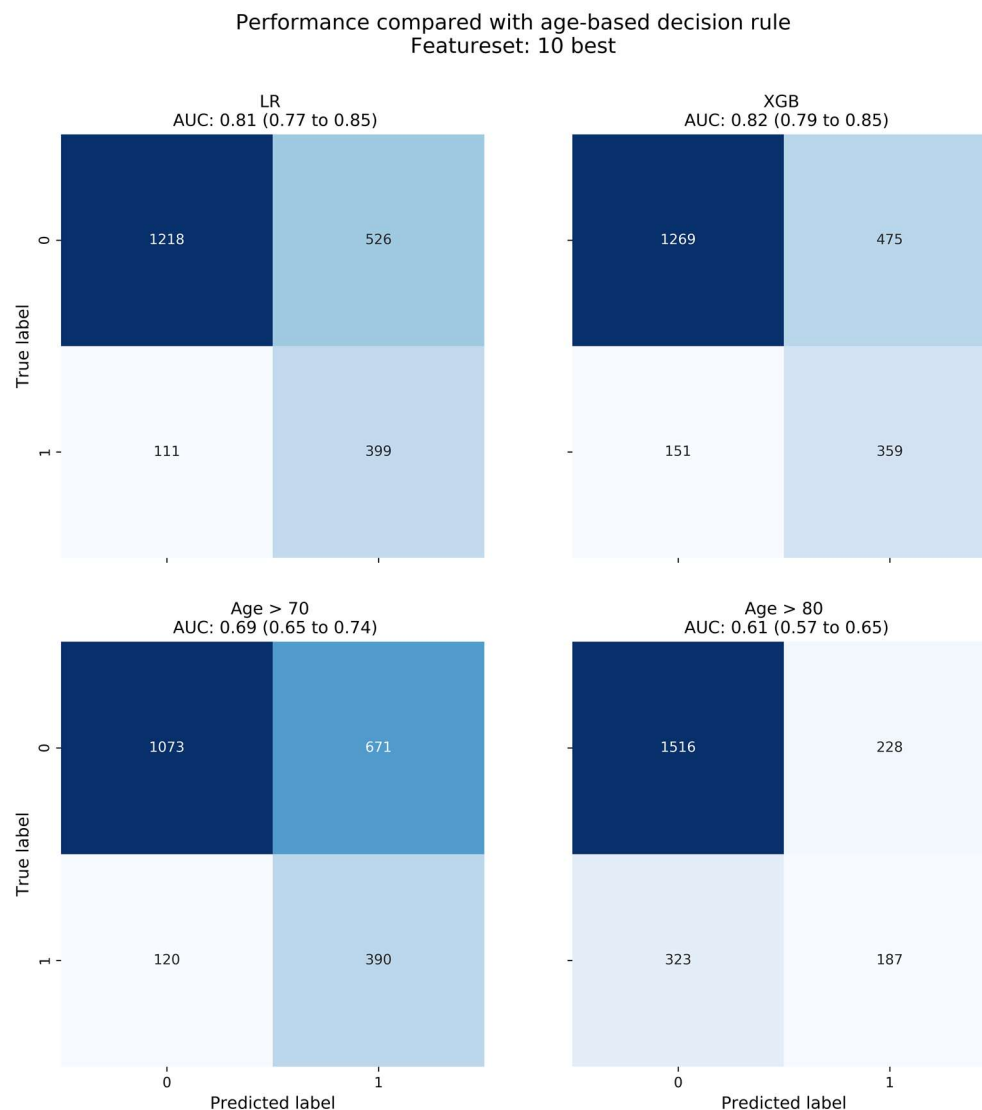 Performance compared with age-based decision rule
Featureset: 10 best
LR
AUC: 0.81 (0.77 to 0.85)
XGB
AUC: 0.82 (0.79 to 0.85)
True label
0
1218
526
1269
475
1
111
399
151
359
Age > 70
AUC: 0.69 (0.65 to 0.74)
Age > 80
AUC: 0.61 (0.57 to 0.65)
True label
0
1073
671
1516
228
1
120
390
323
187
0
1
0
1
Predicted label
Predicted label